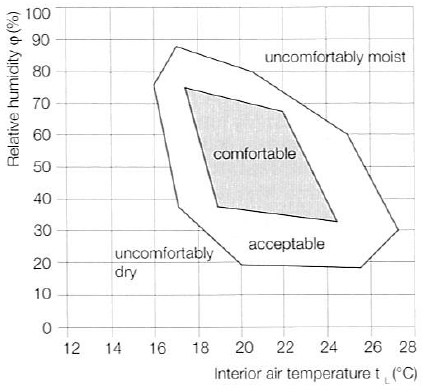 Relative humidity φ (%)
100
90
80
70
60
50
40
30
20
10
0
uncomfortably moist
comfortable
acceptable
uncomfortably
dry
12 14 16 18 20 22 24 26 28
Interior air temperature t L (°C)